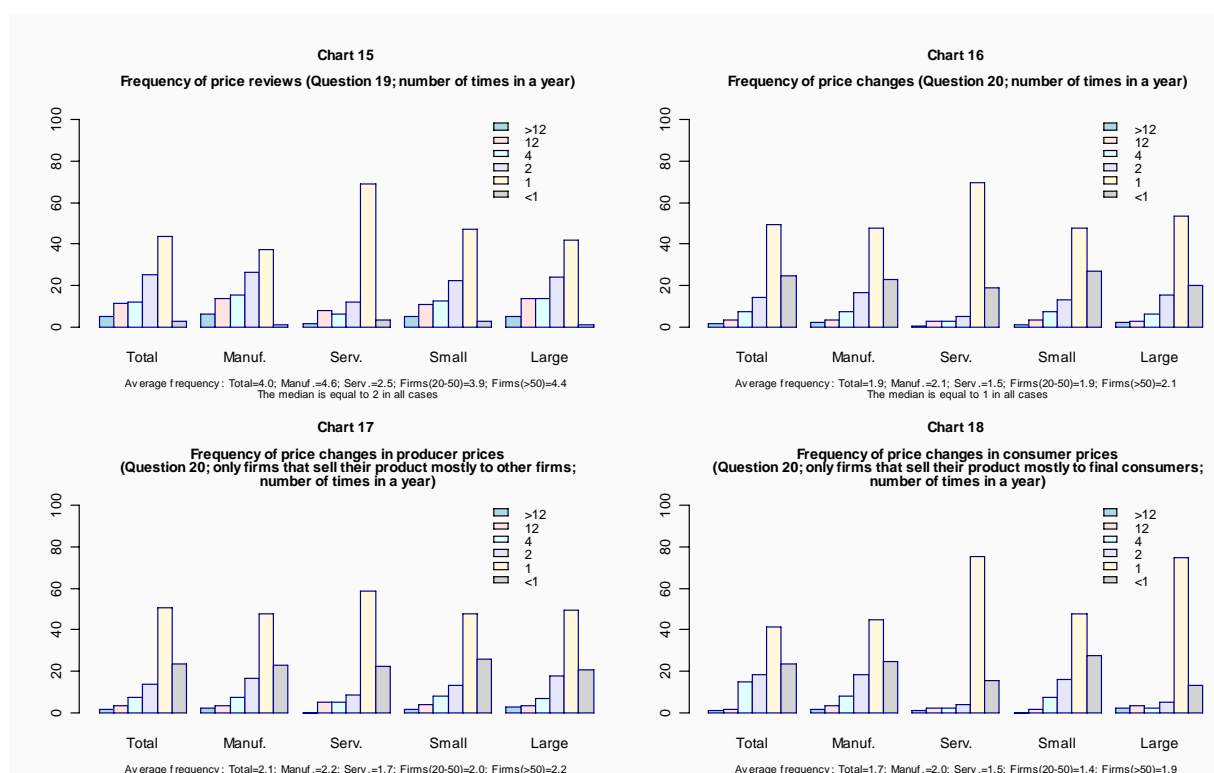 Chart 15
Frequency of price reviews (Question 19; number of times in a year)
100
80
60
40
20
0
>12
12
4
2
1
<1
Total Manuf. Serv. Small Large
Average frequency: Total=4.0; Manuf.=4.6; Serv.=2.5; Firms(20-50)=3.9; Firms(>50)=4.4
The median is equal to 2 in all cases
Chart 16
Frequency of price changes (Question 20; number of times in a year)
100
80
60
40
20
0
>12
12
4
2
1
<1
Total Manuf. Serv. Small Large
Average frequency: Total=1.9; Manuf.=2.1; Serv.=1.5; Firms(20-50)=1.9; Firms(>50)=2.1
The median is equal to 1 in all cases
Chart 17
Frequency of price changes in producer prices
(Question 20; only firms that sell their product mostly to other firms;
number of times in a year)
100
80
60
40
20
0
>12
12
4
2
1
<1
Total Manuf. Serv. Small Large
Average frequency: Total=2.1; Manuf.=2.2; Serv.=1.7; Firms(20-50)=2.0; Firms(>50)=2.2
Chart 18
Frequency of price changes in consumer prices
(Question 20; only firms that sell their product mostly to final consumers;
number of times in a year)
100
80
60
40
20
0
>12
12
4
2
1
<1
Total Manuf. Serv. Small Large
Average frequency: Total=1.7; Manuf.=2.0; Serv.=1.5; Firms(20-50)=1.4; Firms(>50)=1.9